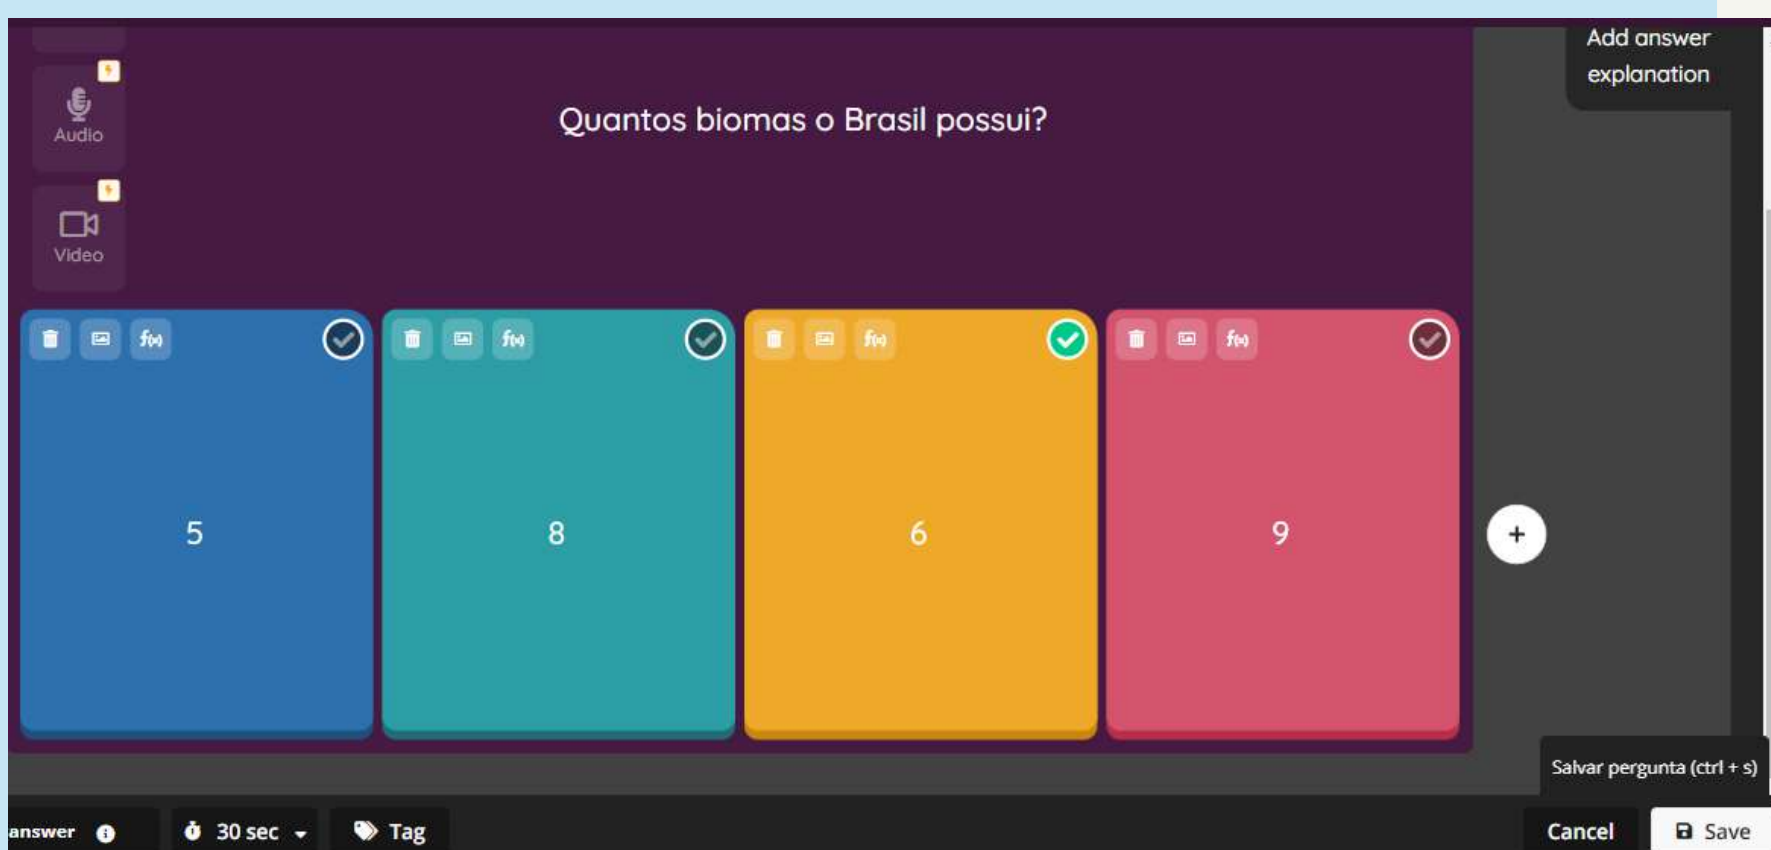 Add answer
explanation
Audio
Quantos biomas o Brasil possui?
Video
f(x)
f(x)
f(x)
f(x)
5
8
6
9
+
Salvar pergunta (ctrl + s)
answer
30 sec
Tag
Cancel
Save